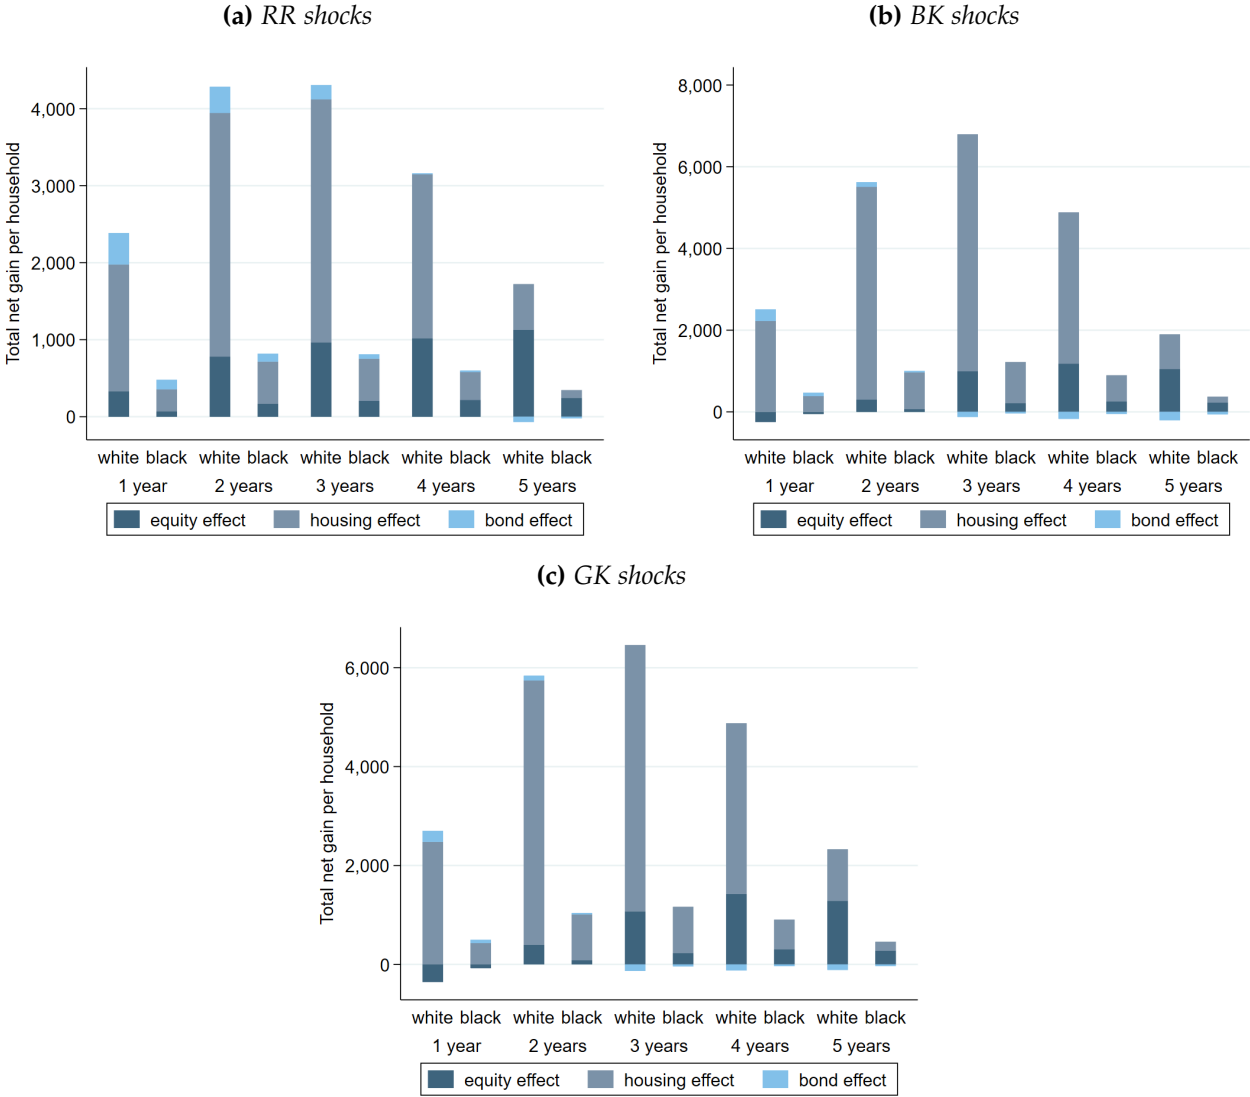 (a) RR shocks
Total net gain per household
4,000
3,000
2,000
1,000
0
white black white black white black white black white black
1 year 2 years 3 years 4 years 5 years
equity effect housing effect bond effect
(b) BK shocks
Total net gain per household
8,000
6,000
4,000
2,000
0
white black white black white black white black white black
1 year 2 years 3 years 4 years 5 years
equity effect housing effect bond effect
(c) GK shocks
Total net gain per household
6,000
4,000
2,000
0
white black white black white black white black white black
1 year 2 years 3 years 4 years 5 years
equity effect housing effect bond effect